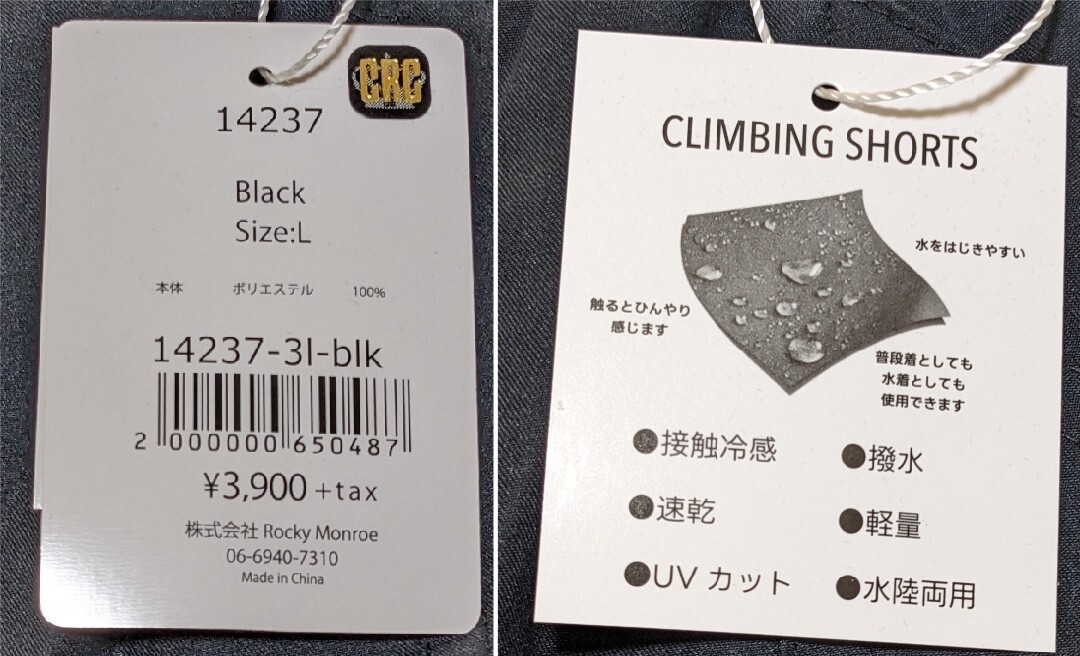 CRC
14237
Black
Size:L
本体 ポリエステル 100%
14237-3l-blk
2 000000 650487
¥3,900 +tax
株式会社 Rocky Monroe
06-6940-7310
Made in China
CLIMBING SHORTS
水をはじきやすい
触るとひんやり
感じます
普段着としても
水着としても
使用できます
●接触冷感
●撥水
●速乾
●軽量
●UV カット
●水陸両用